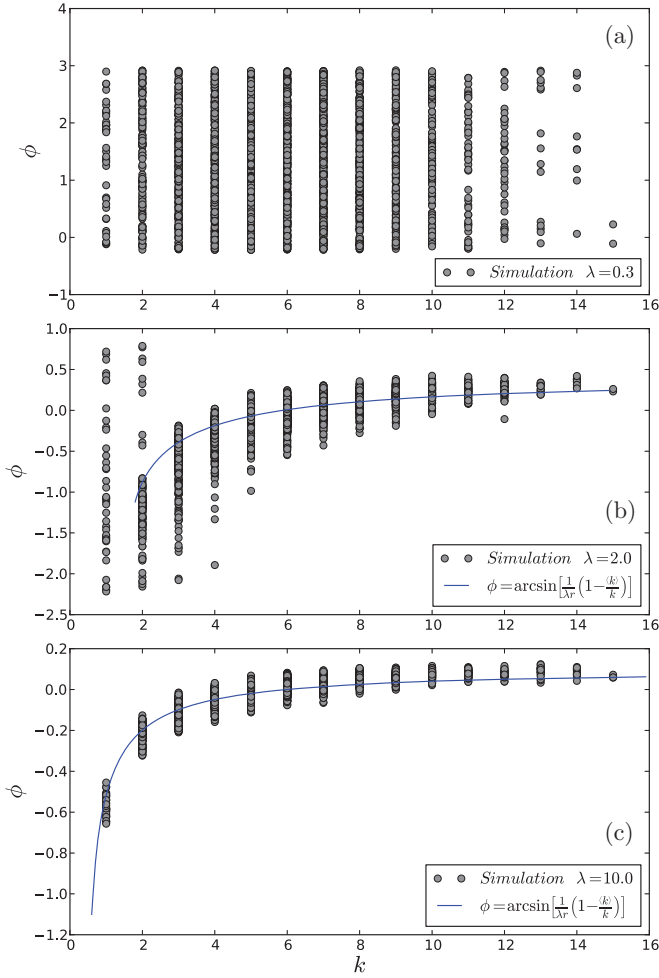 4
3
2
1
0
−1
ϕ
(a)
Simulation λ=0.3
0 2 4 6 8 10 12 14 16
1.0
0.5
0.0
−0.5
−1.0
−1.5
−2.0
−2.5
ϕ
(b)
Simulation λ=2.0
ϕ=arcsin[1/λr(1−⟨k⟩/k)]
0 2 4 6 8 10 12 14 16
0.2
0.0
−0.2
−0.4
−0.6
−0.8
−1.0
−1.2
ϕ
(c)
Simulation λ=10.0
ϕ=arcsin[1/λr(1−⟨k⟩/k)]
0 2 4 6 8 10 12 14 16
k